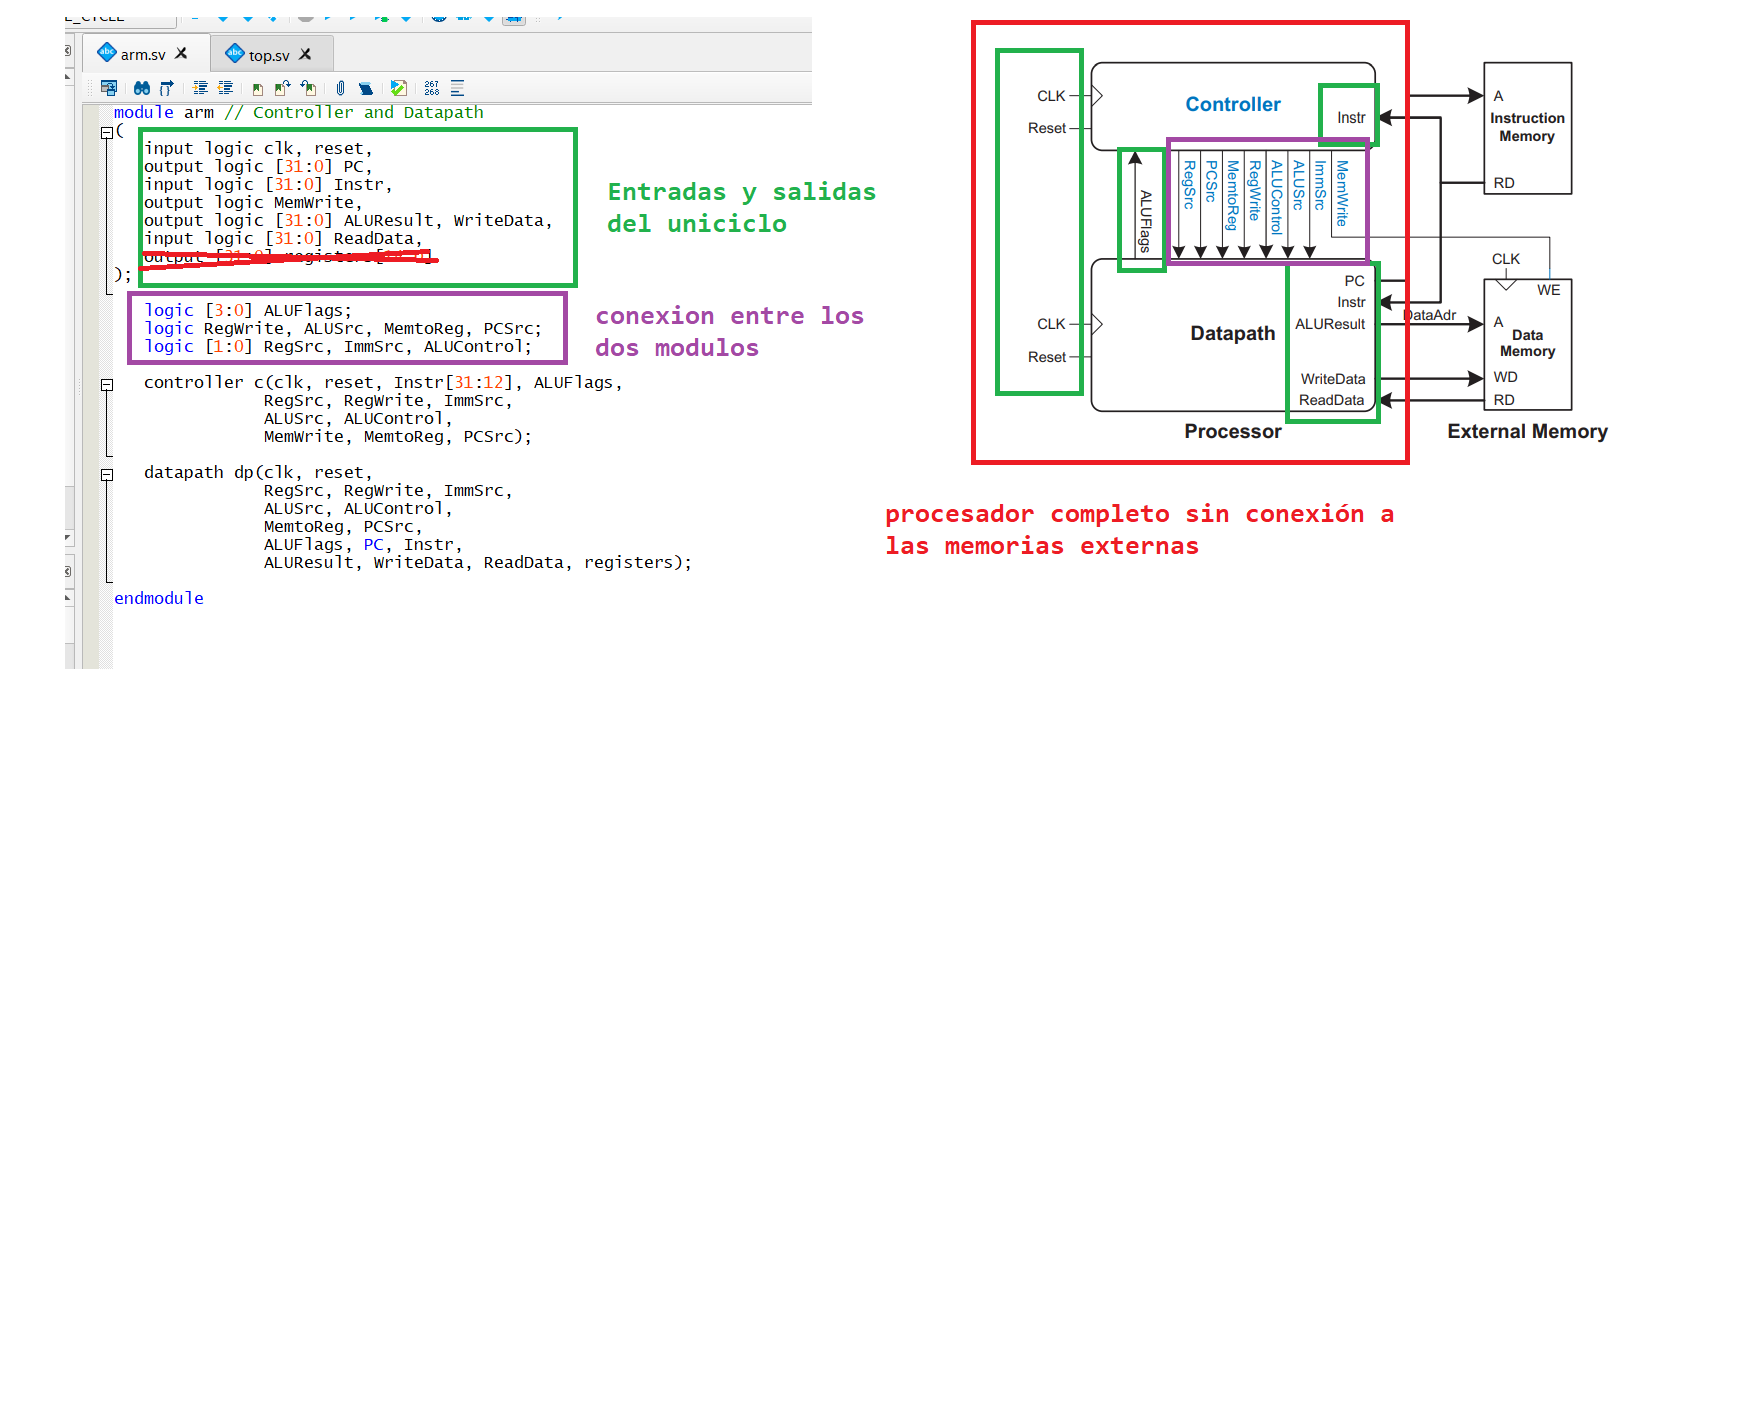 arm.sv
top.sv
267
268
module arm // Controller and Datapath
(
input logic clk, reset,
output logic [31:0] PC,
input logic [31:0] Instr,
output logic MemWrite,
output logic [31:0] ALUResult, WriteData,
input logic [31:0] ReadData,
output [31:0] registers
);
logic [3:0] ALUFlags;
logic RegWrite, ALUSrc, MemtoReg, PCSrc;
logic [1:0] RegSrc, ImmSrc, ALUControl;
controller c(clk, reset, Instr[31:12], ALUFlags,
RegSrc, RegWrite, ImmSrc,
ALUSrc, ALUControl,
MemWrite, MemtoReg, PCSrc);
datapath dp(clk, reset,
RegSrc, RegWrite, ImmSrc,
ALUSrc, ALUControl,
MemtoReg, PCSrc,
ALUFlags, PC, Instr,
ALUResult, WriteData, ReadData, registers);
endmodule
Entradas y salidas
del uniciclo
conexion entre los
dos modulos
CLK
Reset
Controller
Instr
ALUFlags
RegSrc
PCSrc
MemtoReg
RegWrite
ALUControl
ALUSrc
ImmSrc
MemWrite
CLK
Reset
Datapath
PC
Instr
ALUResult
WriteData
ReadData
Processor
A
Instruction
Memory
RD
CLK
WE
DataAdr
A
Data
Memory
WD
RD
External Memory
procesador completo sin conexión a
las memorias externas